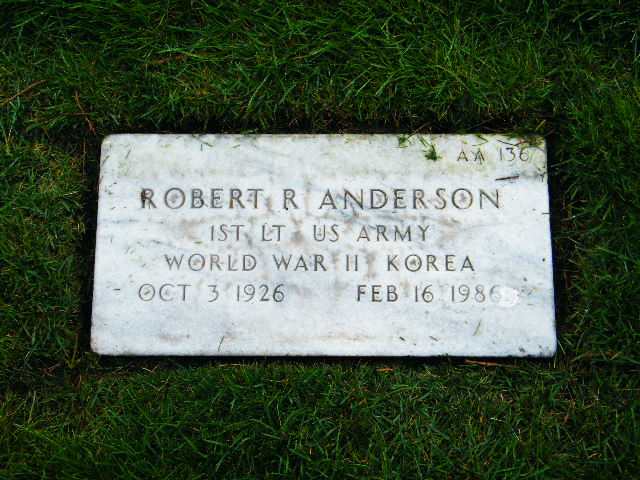 AA 136
ROBERT R ANDERSON
1ST LT US ARMY
WORLD WAR II KOREA
OCT 3 1926 FEB 16 1986